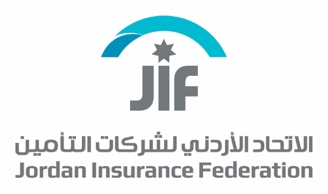 JIF
الاتحاد الأردني لشركات التأمين
Jordan Insurance Federation